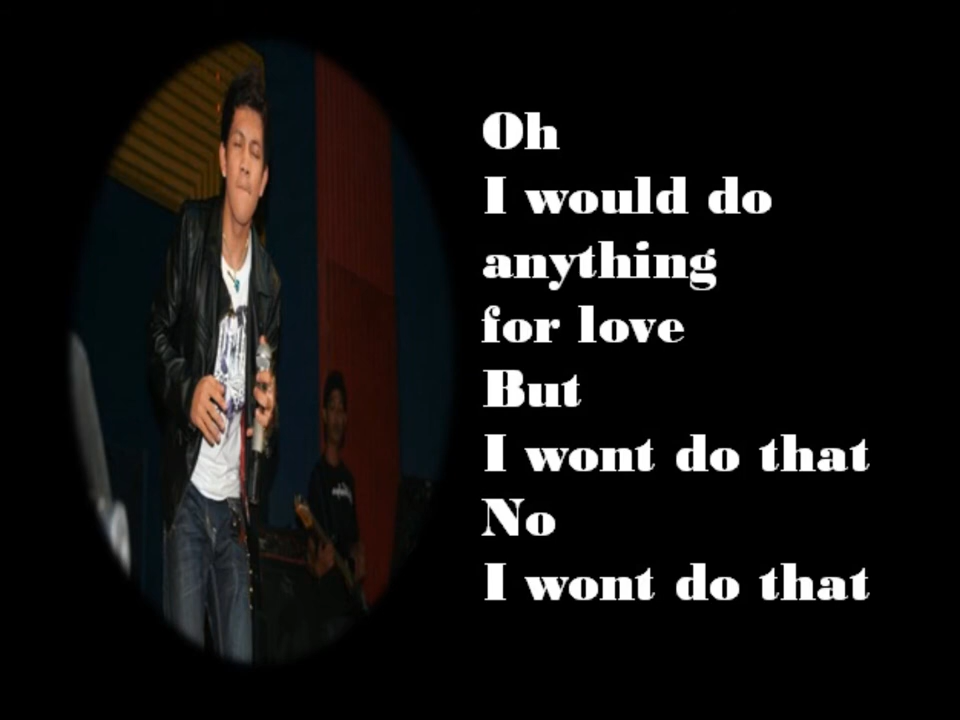 Oh
I would do
anything
for love
But
I wont do that
No
I wont do that